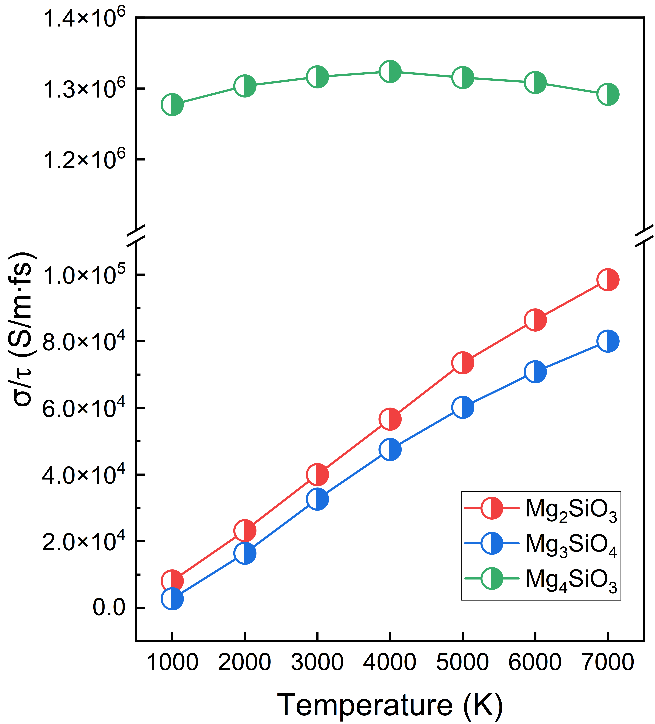 1.4×10⁶
1.3×10⁶
1.2×10⁶
1.0×10⁵
8.0×10⁴
6.0×10⁴
4.0×10⁴
2.0×10⁴
0.0
σ/τ (S/m·fs)
Mg₂SiO₃
Mg₃SiO₄
Mg₄SiO₃
1000 2000 3000 4000 5000 6000 7000
Temperature (K)